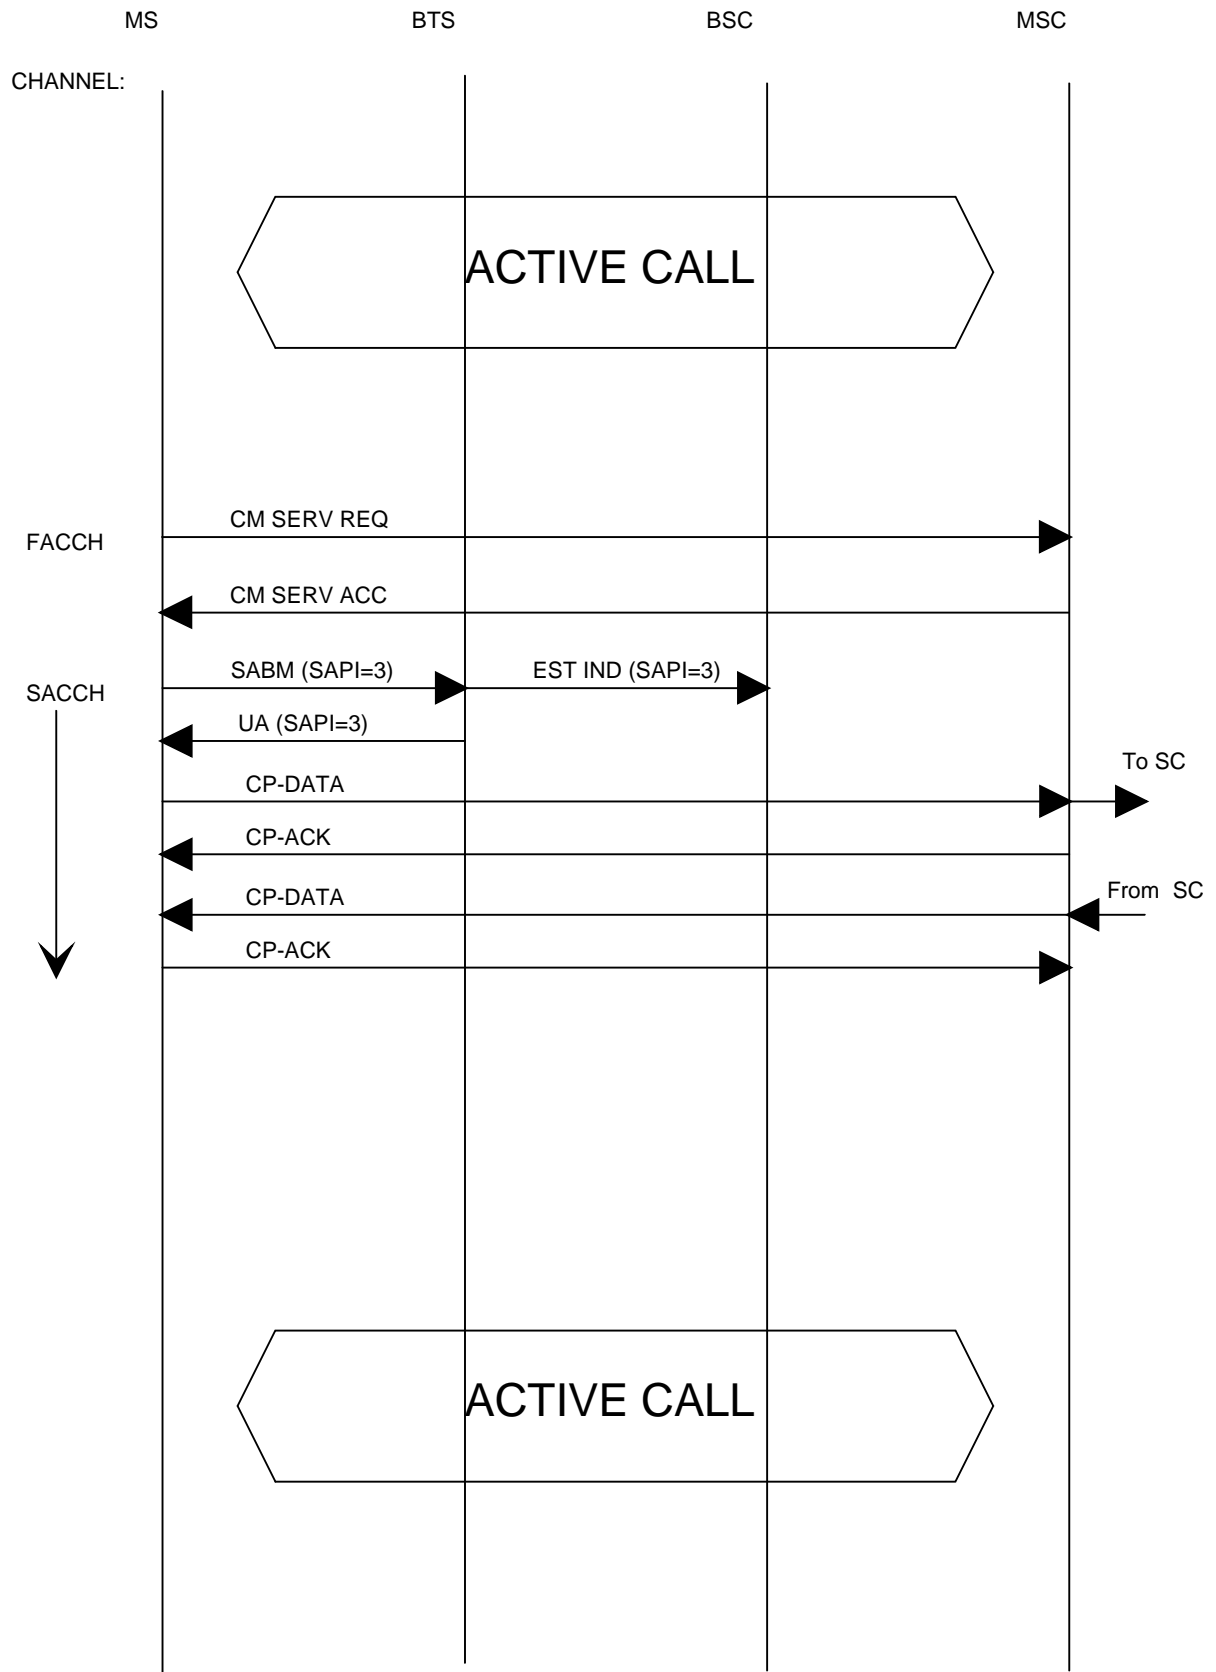 MS BTS BSC MSC
CHANNEL:
ACTIVE CALL
CM SERV REQ
FACCH
CM SERV ACC
SABM (SAPI=3) EST IND (SAPI=3)
SACCH
UA (SAPI=3)
To SC
CP-DATA
CP-ACK
From SC
CP-DATA
CP-ACK
ACTIVE CALL